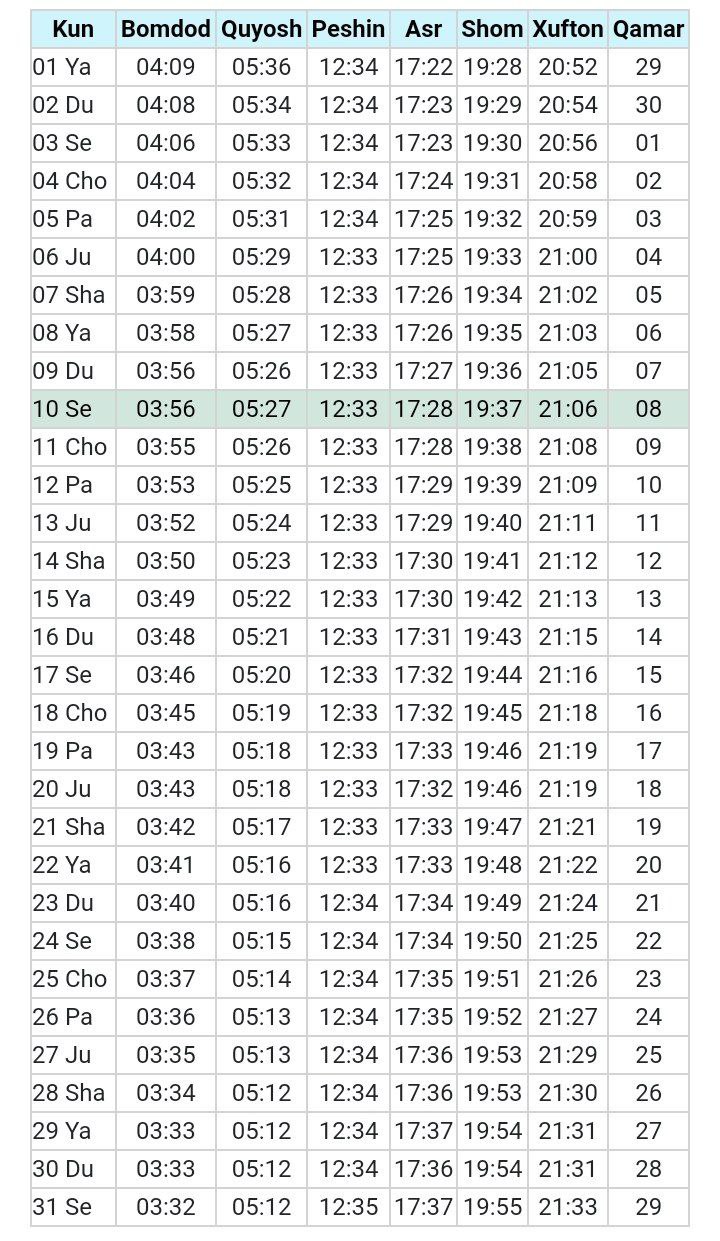 Kun Bomdod Quyosh Peshin Asr Shom Xufton Qamar
01 Ya 04:09 05:36 12:34 17:22 19:28 20:52 29
02 Du 04:08 05:34 12:34 17:23 19:29 20:54 30
03 Se 04:06 05:33 12:34 17:23 19:30 20:56 01
04 Cho 04:04 05:32 12:34 17:24 19:31 20:58 02
05 Pa 04:02 05:31 12:34 17:25 19:32 20:59 03
06 Ju 04:00 05:29 12:33 17:25 19:33 21:00 04
07 Sha 03:59 05:28 12:33 17:26 19:34 21:02 05
08 Ya 03:58 05:27 12:33 17:26 19:35 21:03 06
09 Du 03:56 05:26 12:33 17:27 19:36 21:05 07
10 Se 03:56 05:27 12:33 17:28 19:37 21:06 08
11 Cho 03:55 05:26 12:33 17:28 19:38 21:08 09
12 Pa 03:53 05:25 12:33 17:29 19:39 21:09 10
13 Ju 03:52 05:24 12:33 17:29 19:40 21:11 11
14 Sha 03:50 05:23 12:33 17:30 19:41 21:12 12
15 Ya 03:49 05:22 12:33 17:30 19:42 21:13 13
16 Du 03:48 05:21 12:33 17:31 19:43 21:15 14
17 Se 03:46 05:20 12:33 17:32 19:44 21:16 15
18 Cho 03:45 05:19 12:33 17:32 19:45 21:18 16
19 Pa 03:43 05:18 12:33 17:33 19:46 21:19 17
20 Ju 03:43 05:18 12:33 17:32 19:46 21:19 18
21 Sha 03:42 05:17 12:33 17:33 19:47 21:21 19
22 Ya 03:41 05:16 12:33 17:33 19:48 21:22 20
23 Du 03:40 05:16 12:34 17:34 19:49 21:24 21
24 Se 03:38 05:15 12:34 17:34 19:50 21:25 22
25 Cho 03:37 05:14 12:34 17:35 19:51 21:26 23
26 Pa 03:36 05:13 12:34 17:35 19:52 21:27 24
27 Ju 03:35 05:13 12:34 17:36 19:53 21:29 25
28 Sha 03:34 05:12 12:34 17:36 19:53 21:30 26
29 Ya 03:33 05:12 12:34 17:37 19:54 21:31 27
30 Du 03:33 05:12 12:34 17:36 19:54 21:31 28
31 Se 03:32 05:12 12:35 17:37 19:55 21:33 29